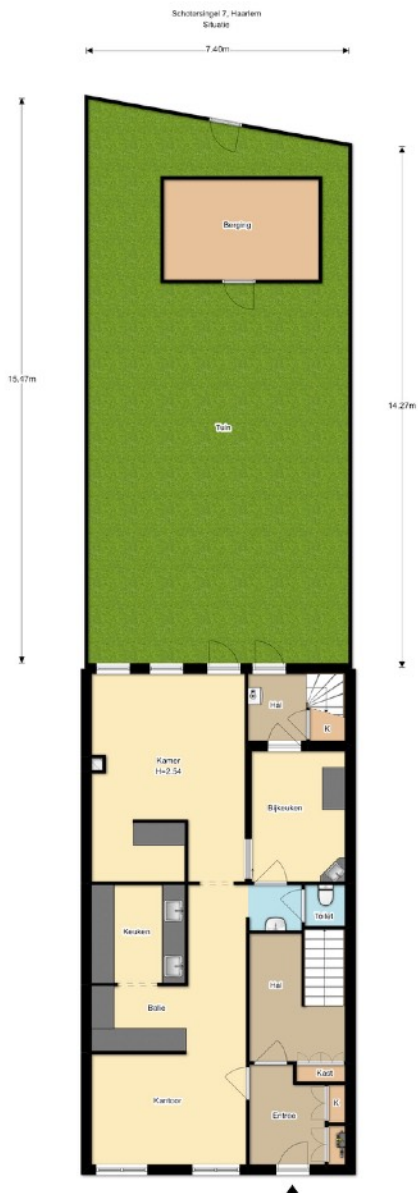 Schotersingel 7, Haarlem
Situatie
7.40m
15.47m
14.27m
Berging
Tuin
Hal
K
Kamer
H=2.54
Bijkeuken
Keuken
Toilet
Balie
Hal
Kast
Kantoor
Entree
K